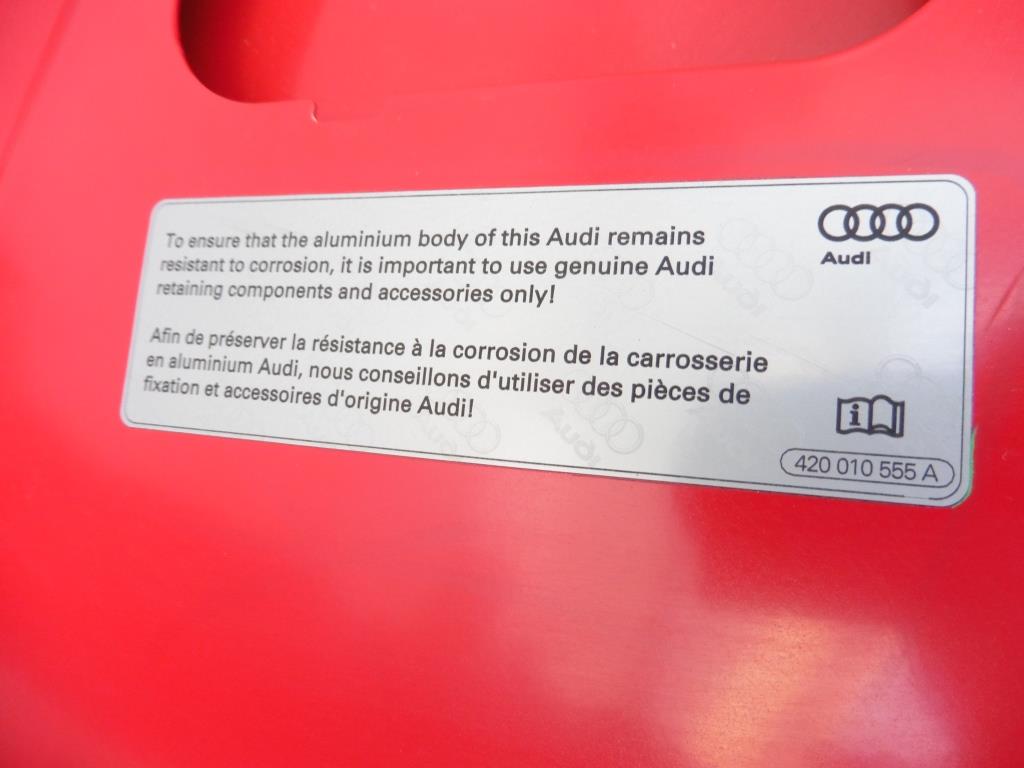 To ensure that the aluminium body of this Audi remains
resistant to corrosion, it is important to use genuine Audi
retaining components and accessories only!
Afin de préserver la résistance à la corrosion de la carrosserie
en aluminium Audi, nous conseillons d'utiliser des pièces de
fixation et accessoires d'origine Audi!
Audi
i
420 010 555 A